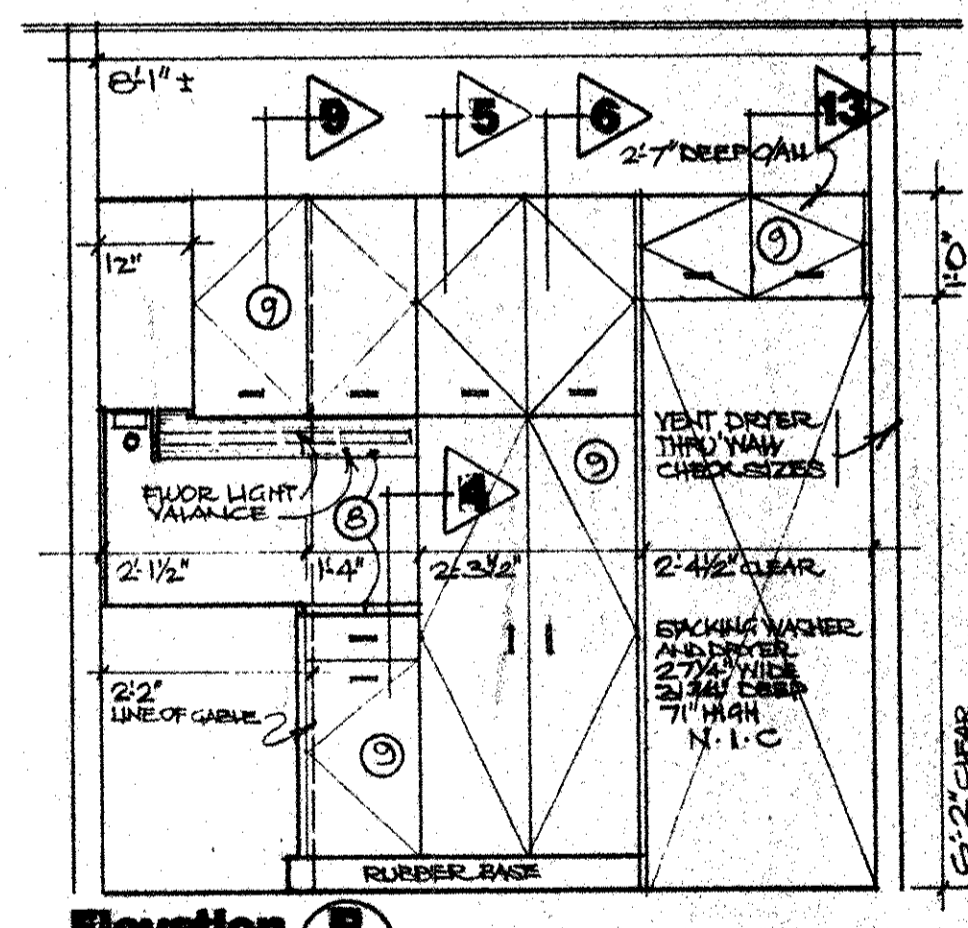 8'-1" ±
9
5
6
13
2'-7" DEEP O/ALL
12"
9
9
1'-0"
VENT DRYER
THRU' WALL
CHECK SIZES
9
4
FLUOR LIGHT
VALANCE
8
2'-1½"
1'-4"
2'-3½"
2'-4½" CLEAR
STACKING WASHER
AND DRYER
27¼" WIDE
DEEP
71" HIGH
N.I.C
2'-2"
LINE OF GABLE
9
RUBBER BASE
2" CLEAR
Elevation